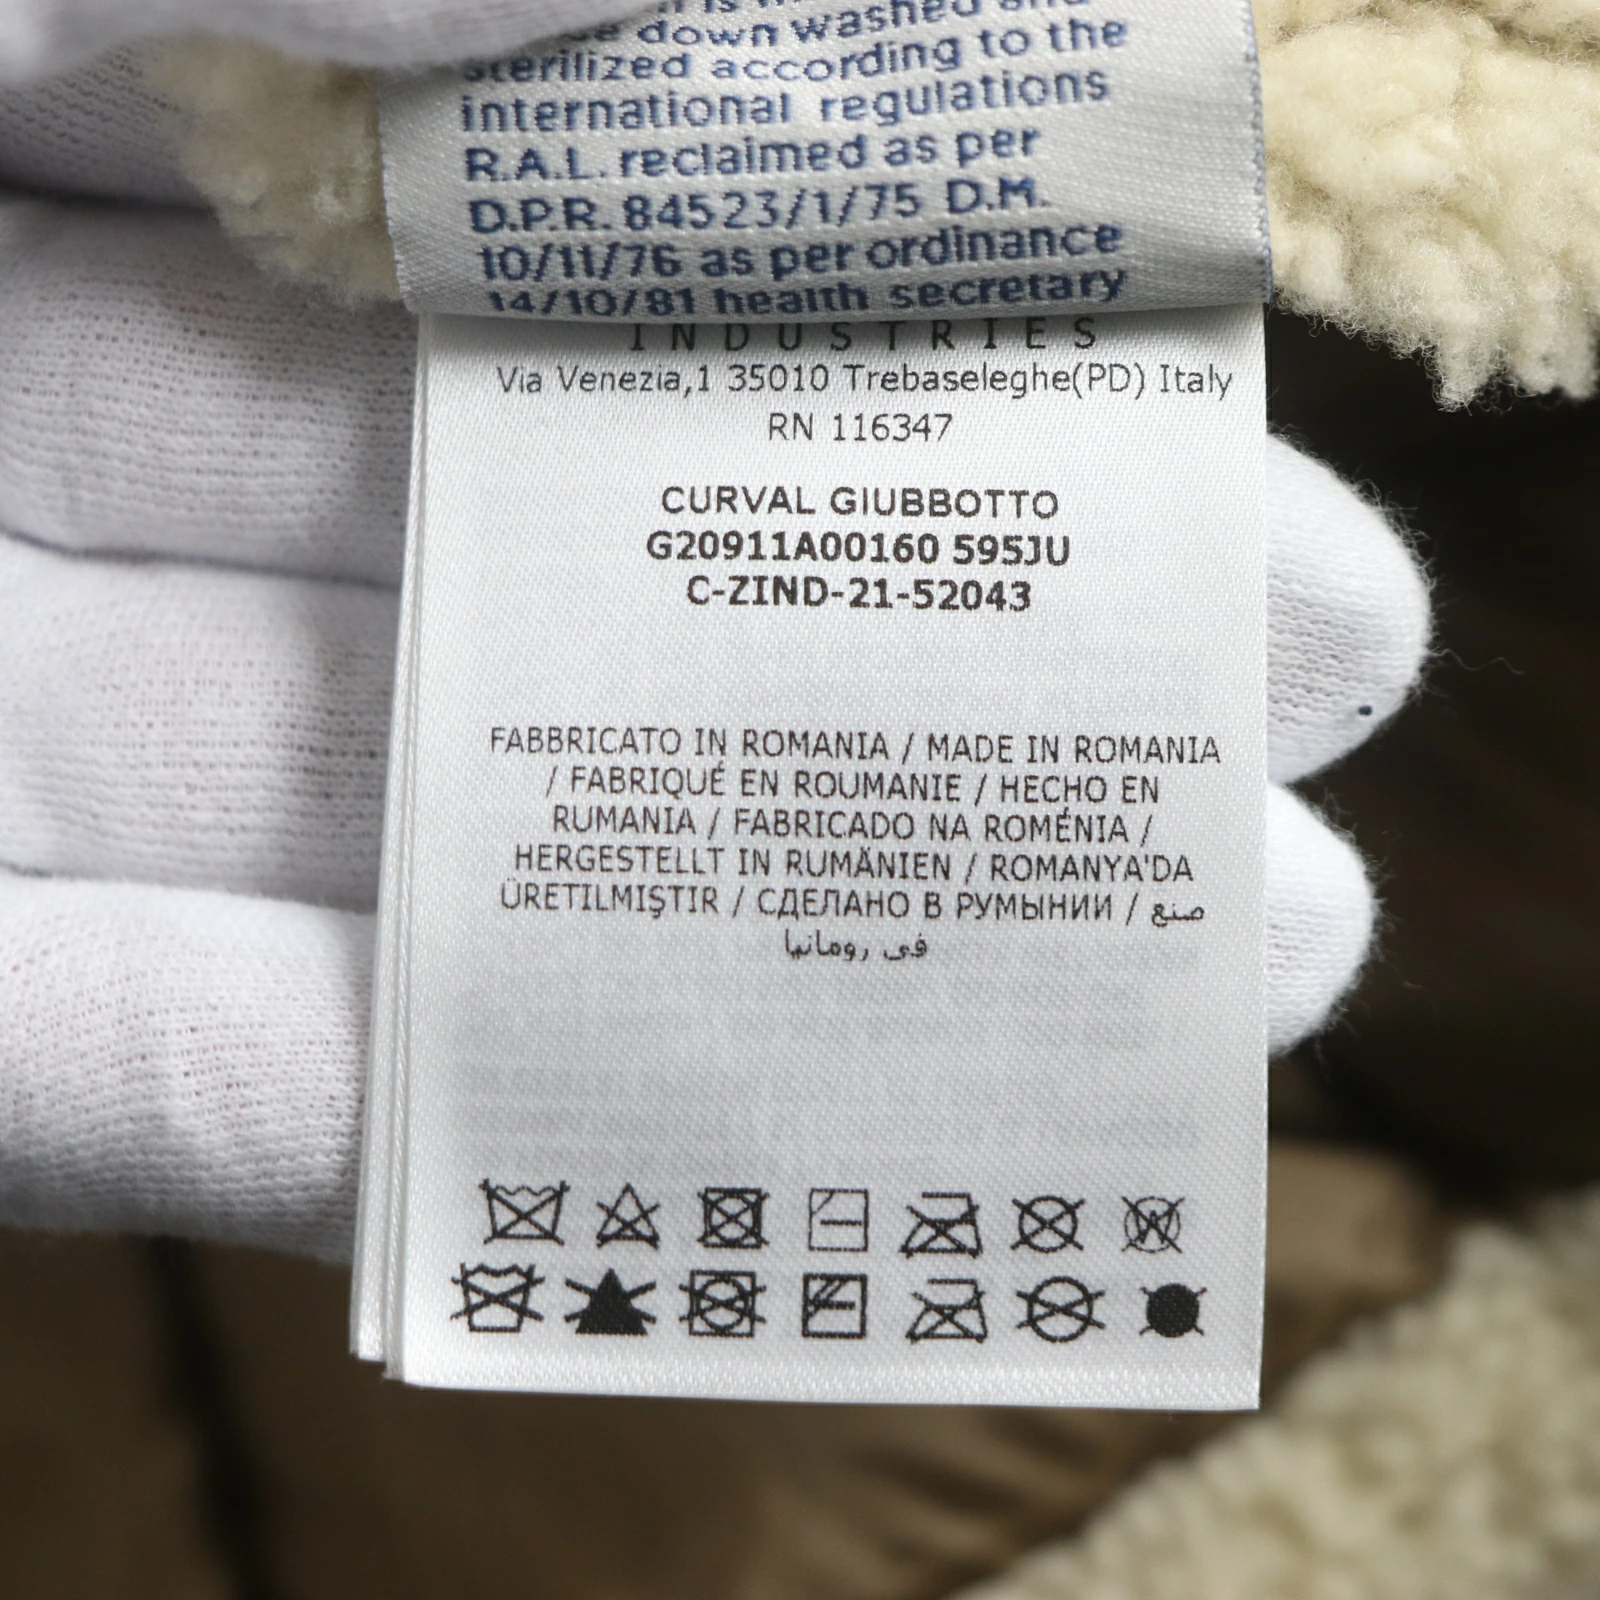 down washed and
sterilized according to the
international regulations
R.A.L. reclaimed as per
D.P.R. 84523/1/75 D.M.
10/11/76 as per ordinance
14/10/81 health secretary
INDUSTRIES
Via Venezia,1 35010 Trebaseleghe(PD) Italy
RN 116347
CURVAL GIUBBOTTO
G20911A00160 595JU
C-ZIND-21-52043
FABBRICATO IN ROMANIA / MADE IN ROMANIA
/ FABRIQUÉ EN ROUMANIE / HECHO EN
RUMANIA / FABRICADO NA ROMÉNIA /
HERGESTELLT IN RUMÄNIEN / ROMANYA'DA
ÜRETILMIŞTIR / СДЕЛАНО В РУМЫНИИ / صنع
في رومانيا
W